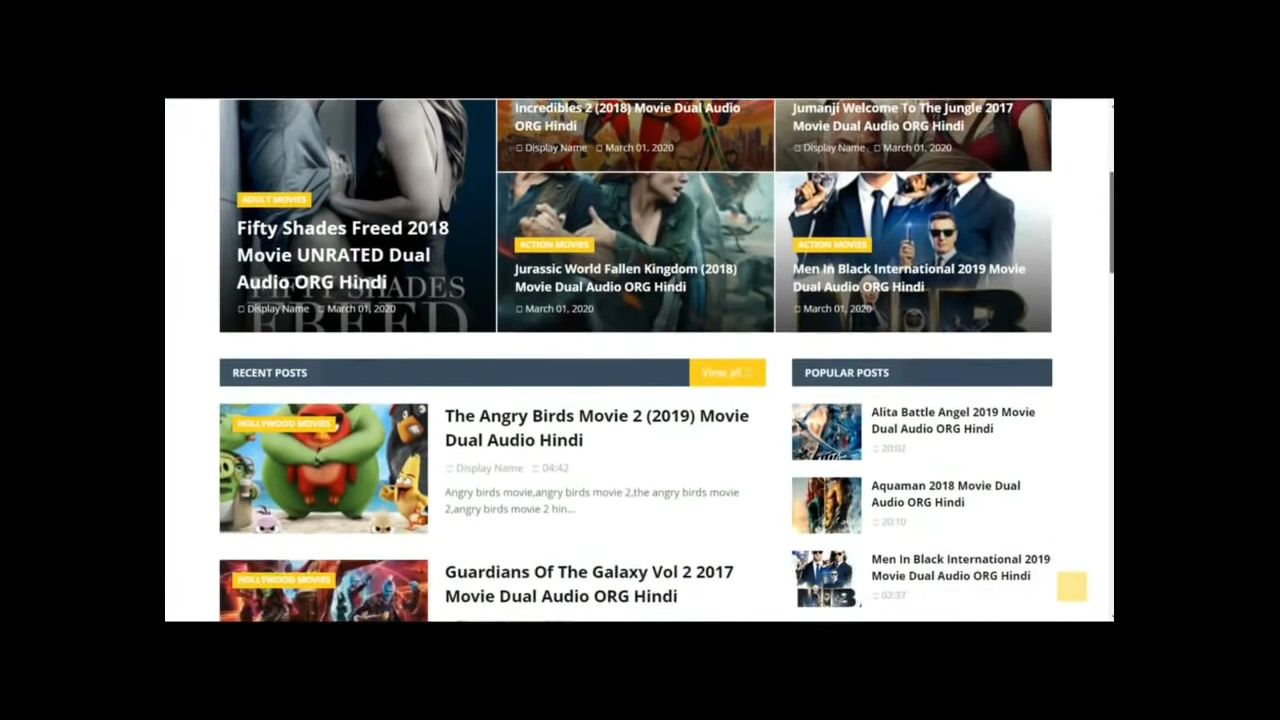 Incredibles 2 (2018) Movie Dual Audio
ORG Hindi
Display Name March 01, 2020
Jumanji Welcome To The Jungle 2017
Movie Dual Audio ORG Hindi
Display Name March 01, 2020
ADULT MOVIES
Fifty Shades Freed 2018
Movie UNRATED Dual
Audio ORG Hindi
FIFTY SHADES
FREED
Display Name March 01, 2020
ACTION MOVIES
Jurassic World Fallen Kingdom (2018)
Movie Dual Audio ORG Hindi
March 01, 2020
ACTION MOVIES
Men In Black International 2019 Movie
Dual Audio ORG Hindi
March 01, 2020
RECENT POSTS
View all
HOLLYWOOD MOVIES
The Angry Birds Movie 2 (2019) Movie
Dual Audio Hindi
Display Name 04:42
Angry birds movie,angry birds movie 2,the angry birds movie
2,angry birds movie 2 hin...
HOLLYWOOD MOVIES
Guardians Of The Galaxy Vol 2 2017
Movie Dual Audio ORG Hindi
POPULAR POSTS
Alita Battle Angel 2019 Movie
Dual Audio ORG Hindi
20:02
Aquaman 2018 Movie Dual
Audio ORG Hindi
20:10
Men In Black International 2019
Movie Dual Audio ORG Hindi
03:37